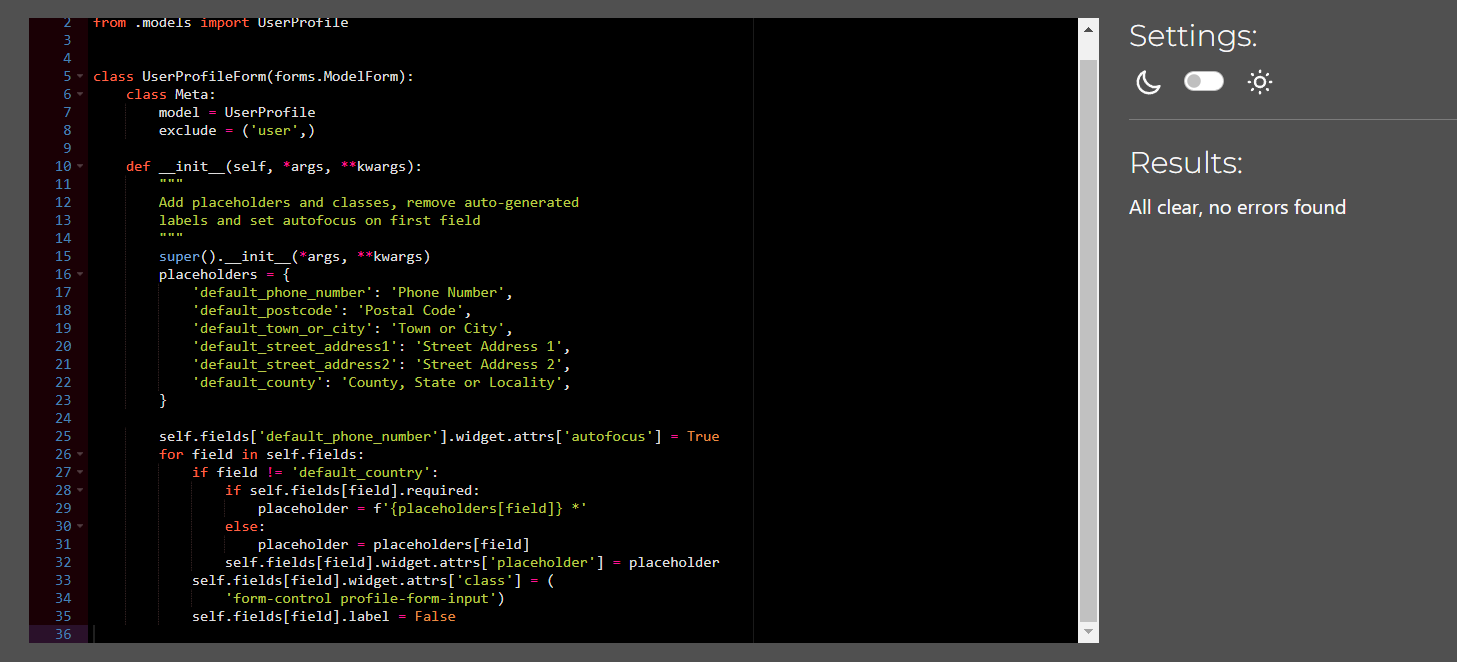 2 from .models import UserProfile
3
4
5 class UserProfileForm(forms.ModelForm):
6     class Meta:
7         model = UserProfile
8         exclude = ('user',)
9
10     def __init__(self, *args, **kwargs):
11         """
12         Add placeholders and classes, remove auto-generated
13         labels and set autofocus on first field
14         """
15         super().__init__(*args, **kwargs)
16         placeholders = {
17             'default_phone_number': 'Phone Number',
18             'default_postcode': 'Postal Code',
19             'default_town_or_city': 'Town or City',
20             'default_street_address1': 'Street Address 1',
21             'default_street_address2': 'Street Address 2',
22             'default_county': 'County, State or Locality',
23         }
24
25         self.fields['default_phone_number'].widget.attrs['autofocus'] = True
26         for field in self.fields:
27             if field != 'default_country':
28                 if self.fields[field].required:
29                     placeholder = f'{placeholders[field]} *'
30                 else:
31                     placeholder = placeholders[field]
32                 self.fields[field].widget.attrs['placeholder'] = placeholder
33             self.fields[field].widget.attrs['class'] = (
34                 'form-control profile-form-input')
35             self.fields[field].label = False
36
Settings:
Results:
All clear, no errors found